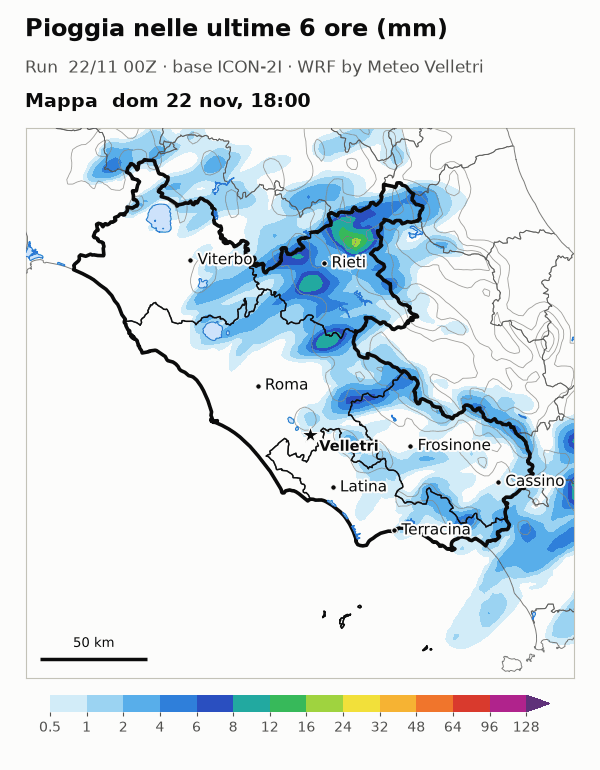 Pioggia nelle ultime 6 ore (mm)
Run 22/11 00Z · base ICON-2I · WRF by Meteo Velletri
Mappa dom 22 nov, 18:00
Viterbo
Rieti
Roma
Velletri
Frosinone
Latina
Cassino
Terracina
50 km
0.5 1 2 4 6 8 12 16 24 32 48 64 96 128